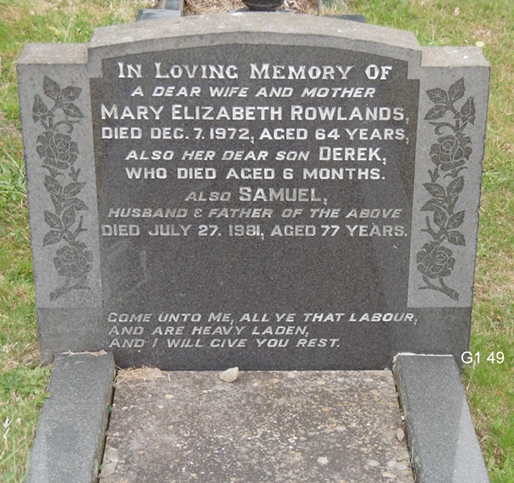 In Loving Memory Of
A DEAR WIFE AND MOTHER
MARY ELIZABETH ROWLANDS,
DIED DEC. 7. 1972, AGED 64 YEARS,
ALSO HER DEAR SON DEREK,
WHO DIED AGED 6 MONTHS.
ALSO SAMUEL,
HUSBAND & FATHER OF THE ABOVE
DIED JULY 27. 1981, AGED 77 YEARS.
Come unto Me, all ye that labour,
And are heavy laden,
And I will give you rest.
G1 49